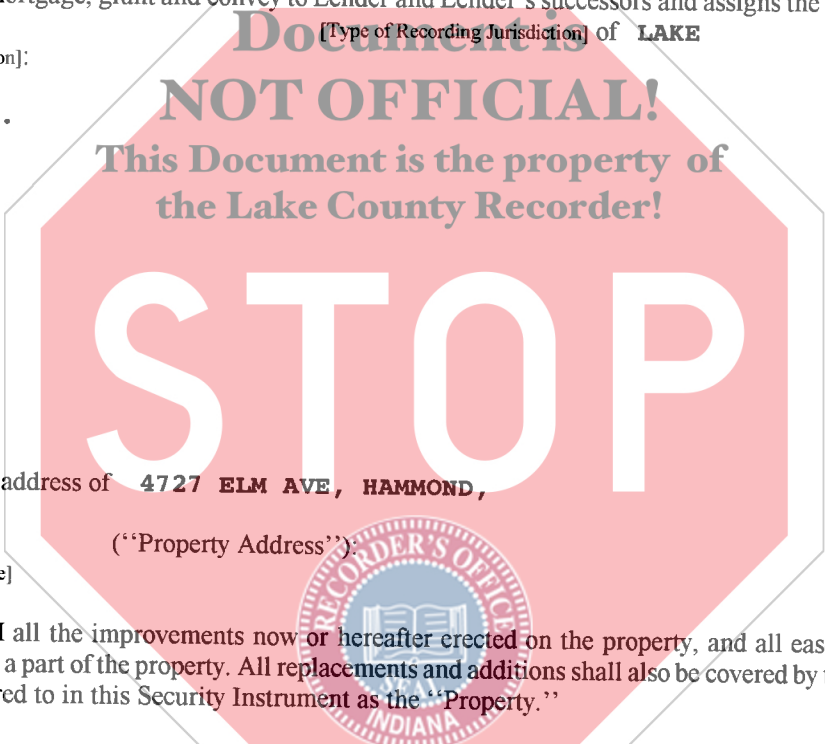 mortgage, grant and convey to Lender and Lender's successors and assigns the
Document is
[Type of Recording Jurisdiction] of LAKE
on]:
NOT OFFICIAL!
This Document is the property of
the Lake County Recorder!
STOP
address of 4727 ELM AVE, HAMMOND,
(“Property Address”):
e]
all the improvements now or hereafter erected on the property, and all eas
a part of the property. All replacements and additions shall also be covered by
red to in this Security Instrument as the “Property.”
RECORDER'S OFFICE
SEAL
INDIANA